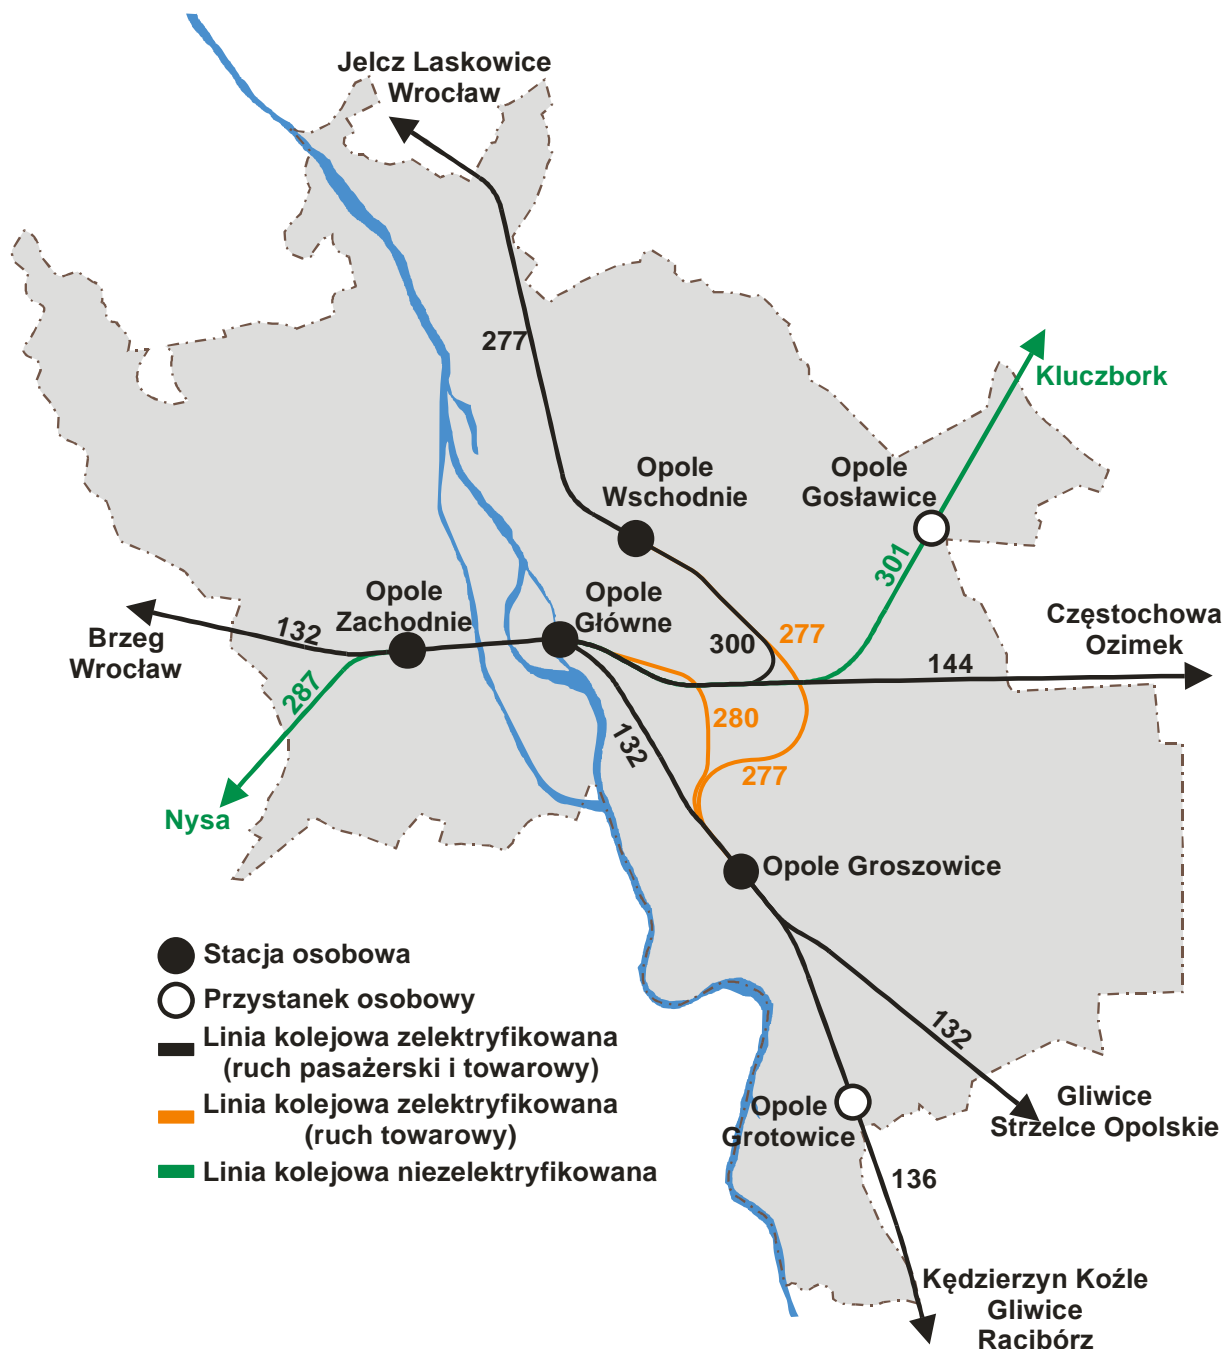 Jelcz Laskowice
Wrocław
277
Kluczbork
Opole
Wschodnie
Opole
Gosławice
301
Opole
Zachodnie
Opole
Główne
Częstochowa
Ozimek
Brzeg
Wrocław
132
300
277
144
287
280
132
277
Nysa
Opole Groszowice
Stacja osobowa
Przystanek osobowy
Linia kolejowa zelektryfikowana
(ruch pasażerski i towarowy)
Linia kolejowa zelektryfikowana
(ruch towarowy)
Linia kolejowa niezelektryfikowana
132
Opole
Grotowice
Gliwice
Strzelce Opolskie
136
Kędzierzyn Koźle
Gliwice
Racibórz